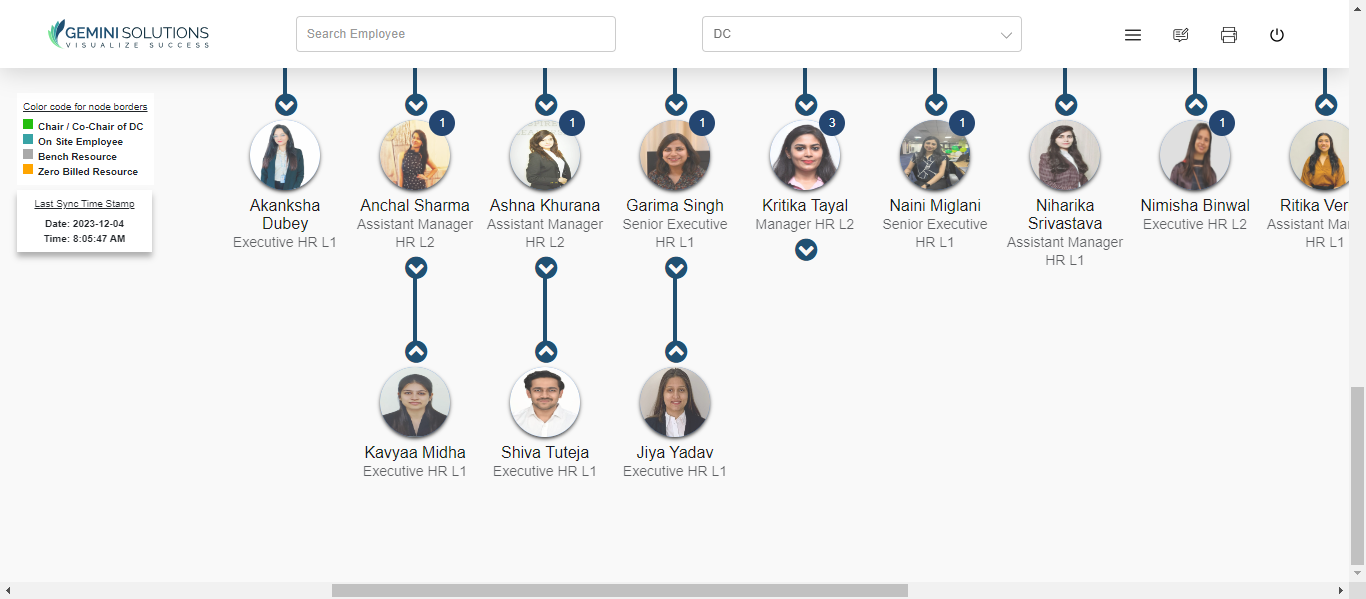 GEMINI SOLUTIONS
VISUALIZE SUCCESS
Search Employee
DC
Color code for node borders
Chair / Co-Chair of DC
On Site Employee
Bench Resource
Zero Billed Resource
Last Sync Time Stamp
Date: 2023-12-04
Time: 8:05:47 AM
Akanksha
Dubey
Executive HR L1
1
Anchal Sharma
Assistant Manager
HR L2
1
Ashna Khurana
Assistant Manager
HR L2
1
Garima Singh
Senior Executive
HR L1
3
Kritika Tayal
Manager HR L2
1
Naini Miglani
Senior Executive
HR L1
Niharika
Srivastava
Assistant Manager
HR L1
1
Nimisha Binwal
Executive HR L2
Ritika Ver
Assistant Ma
HR L1
Kavyaa Midha
Executive HR L1
Shiva Tuteja
Executive HR L1
Jiya Yadav
Executive HR L1